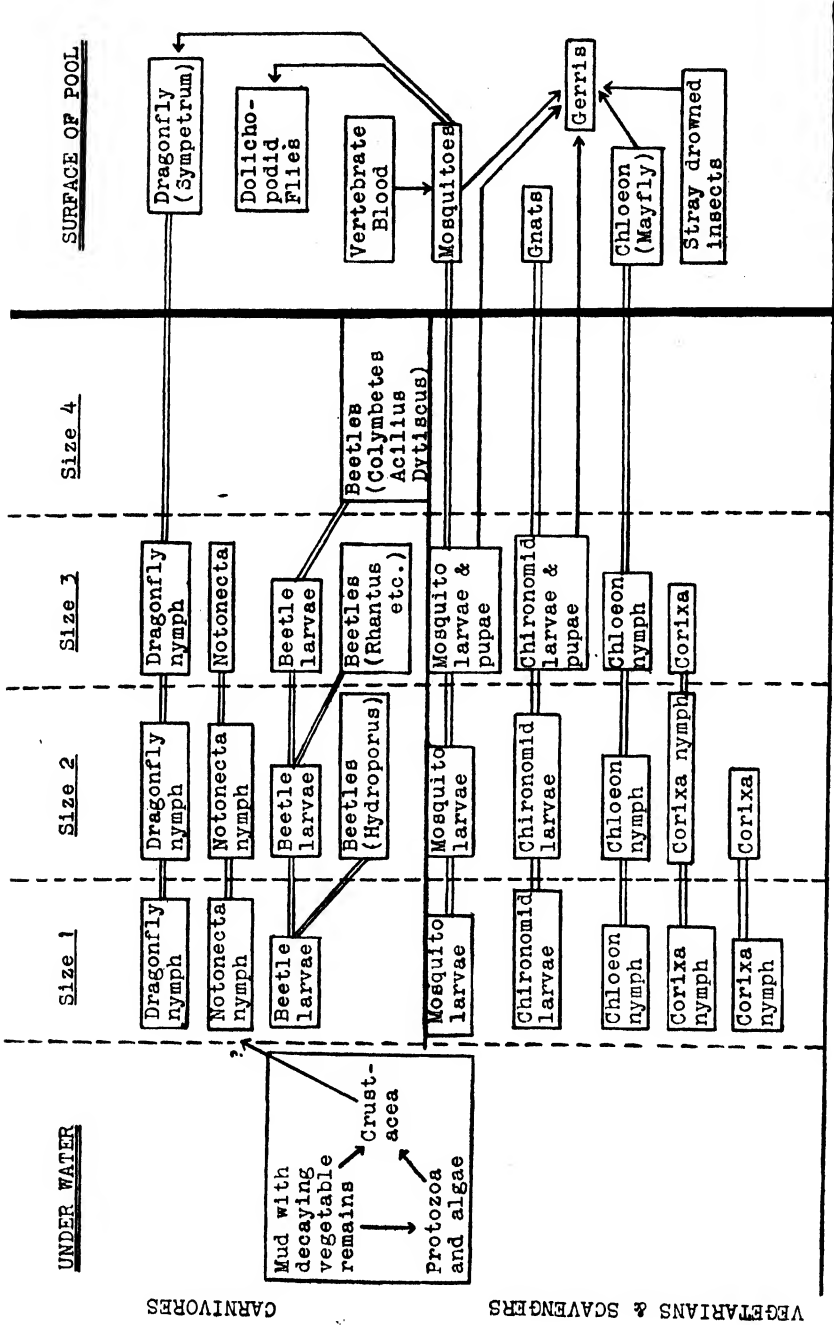 UNDER WATER
Size 1
Size 2
Size 3
Size 4
SURFACE OF POOL
CARNIVORES
VEGETARIANS & SCAVENGERS
Mud with
decaying
vegetable
remains
Protozoa
and algae
Crust-
acea
?
Dragonfly
nymph
Dragonfly
nymph
Dragonfly
nymph
Dragonfly
(Sympetrum)
Notonecta
nymph
Notonecta
nymph
Notonecta
Dolicho-
podid
Flies
Beetle
larvae
Beetle
larvae
Beetle
larvae
Beetles
(Hydroporus)
Beetles
(Rhantus
etc.)
Beetles
(Colymbetes
Acilius
Dytiscus)
Vertebrate
Blood
Mosquito
larvae
Mosquito
larvae
Mosquito
larvae &
pupae
Mosquitoes
Chironomid
larvae
Chironomid
larvae
Chironomid
larvae &
pupae
Gnats
Gerris
Chloeon
nymph
Chloeon
nymph
Chloeon
nymph
Chloeon
(Mayfly)
Corixa
nymph
Corixa nymph
Corixa
Stray drowned
insects
Corixa
nymph
Corixa